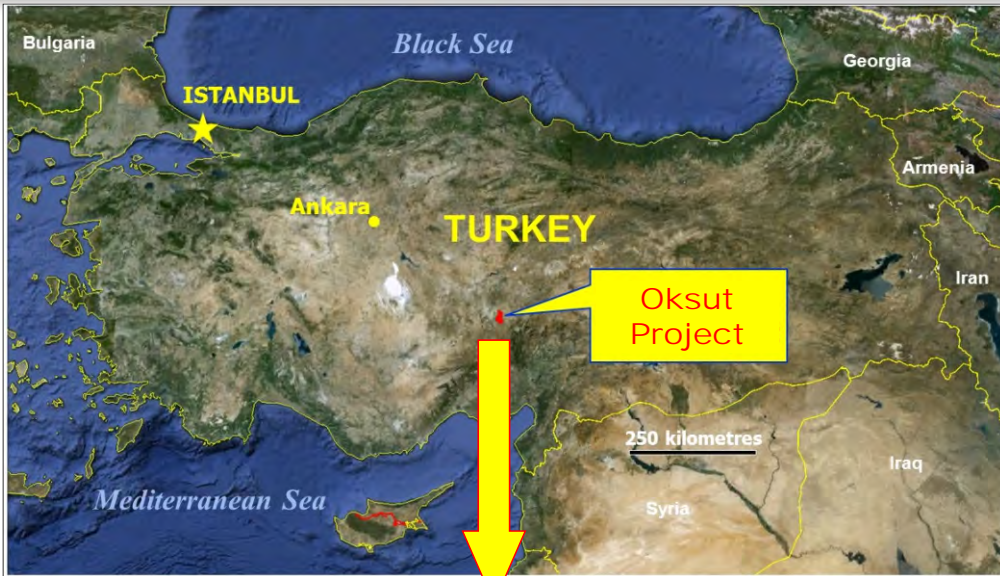 Bulgaria
Black Sea
Georgia
ISTANBUL
Armenia
Ankara
TURKEY
Iran
Oksut
Project
250 kilometres
Iraq
Mediterranean Sea
Syria